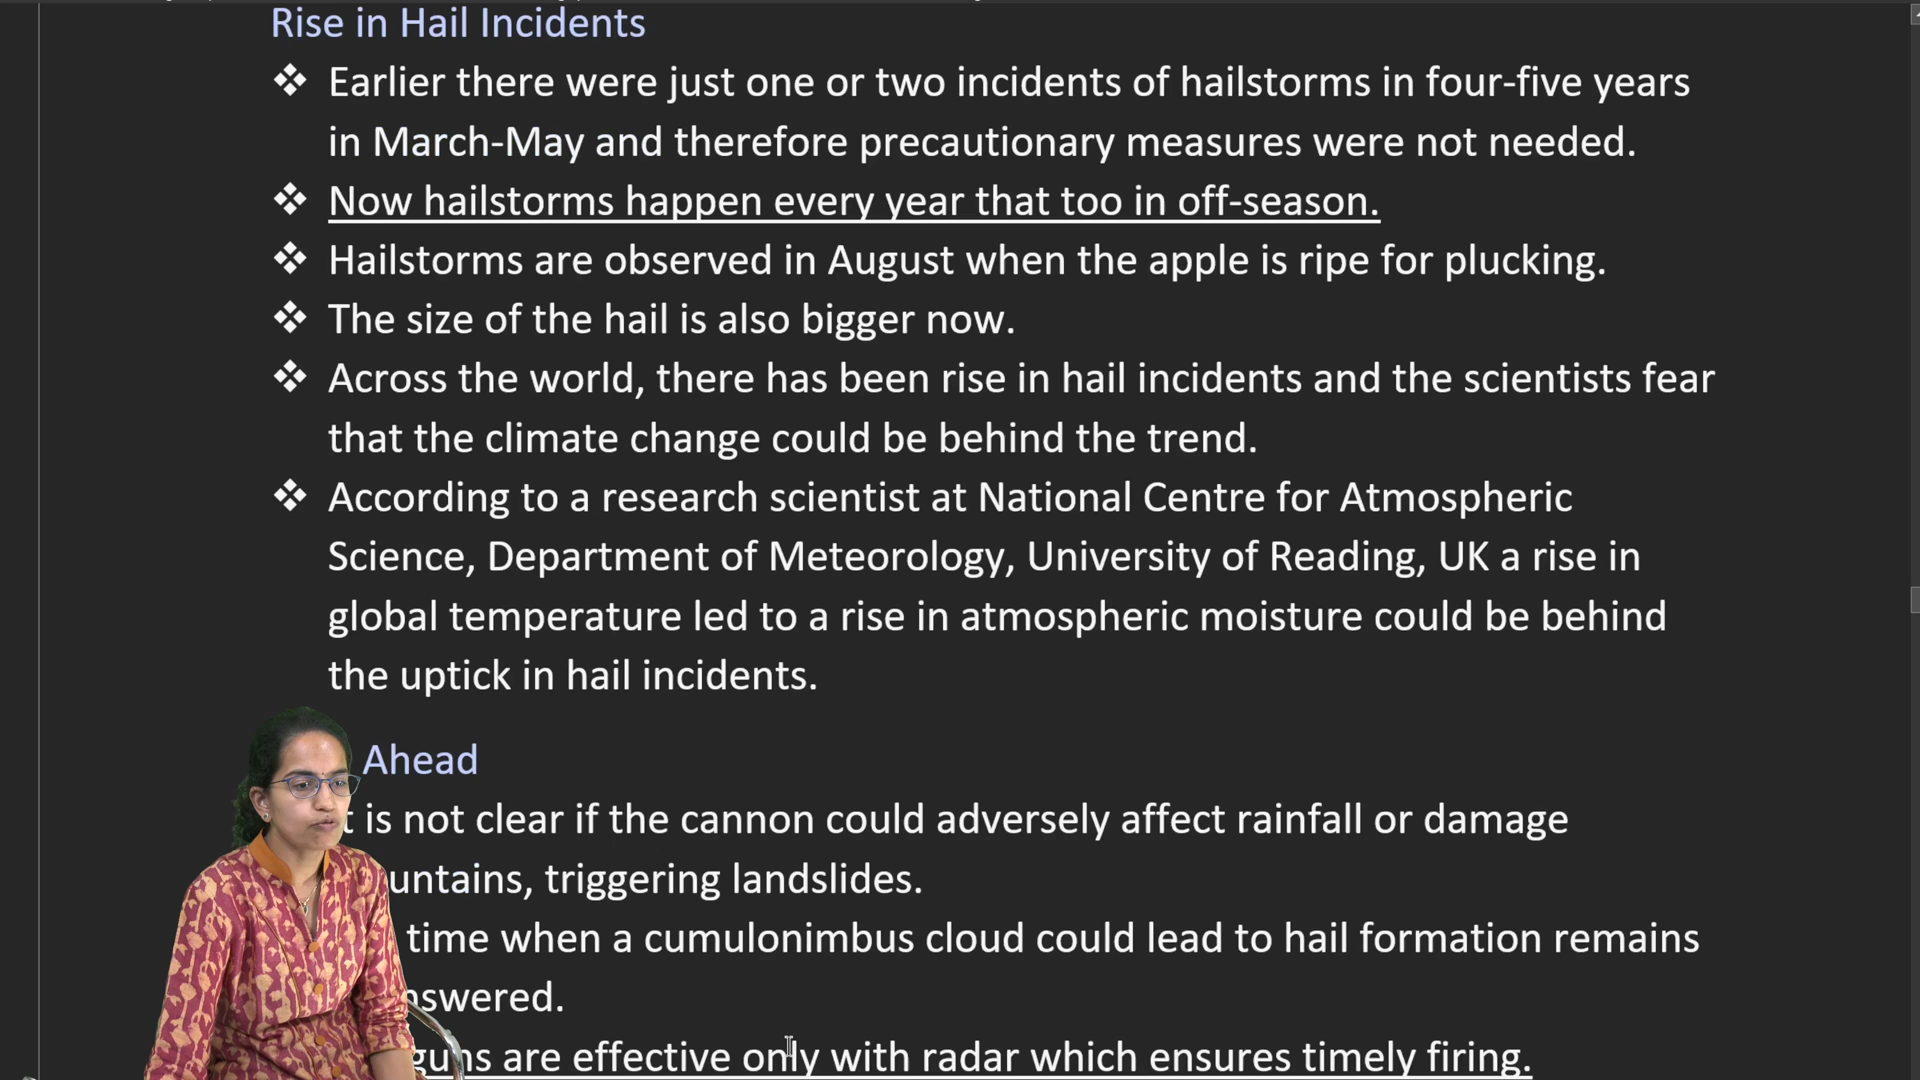 Rise in Hail Incidents
❖ Earlier there were just one or two incidents of hailstorms in four-five years
in March-May and therefore precautionary measures were not needed.
❖ Now hailstorms happen every year that too in off-season.
❖ Hailstorms are observed in August when the apple is ripe for plucking.
❖ The size of the hail is also bigger now.
❖ Across the world, there has been rise in hail incidents and the scientists fear
that the climate change could be behind the trend.
❖ According to a research scientist at National Centre for Atmospheric
Science, Department of Meteorology, University of Reading, UK a rise in
global temperature led to a rise in atmospheric moisture could be behind
the uptick in hail incidents.
Ahead
is not clear if the cannon could adversely affect rainfall or damage
untains, triggering landslides.
time when a cumulonimbus cloud could lead to hail formation remains
nswered.
guns are effective only with radar which ensures timely firing.